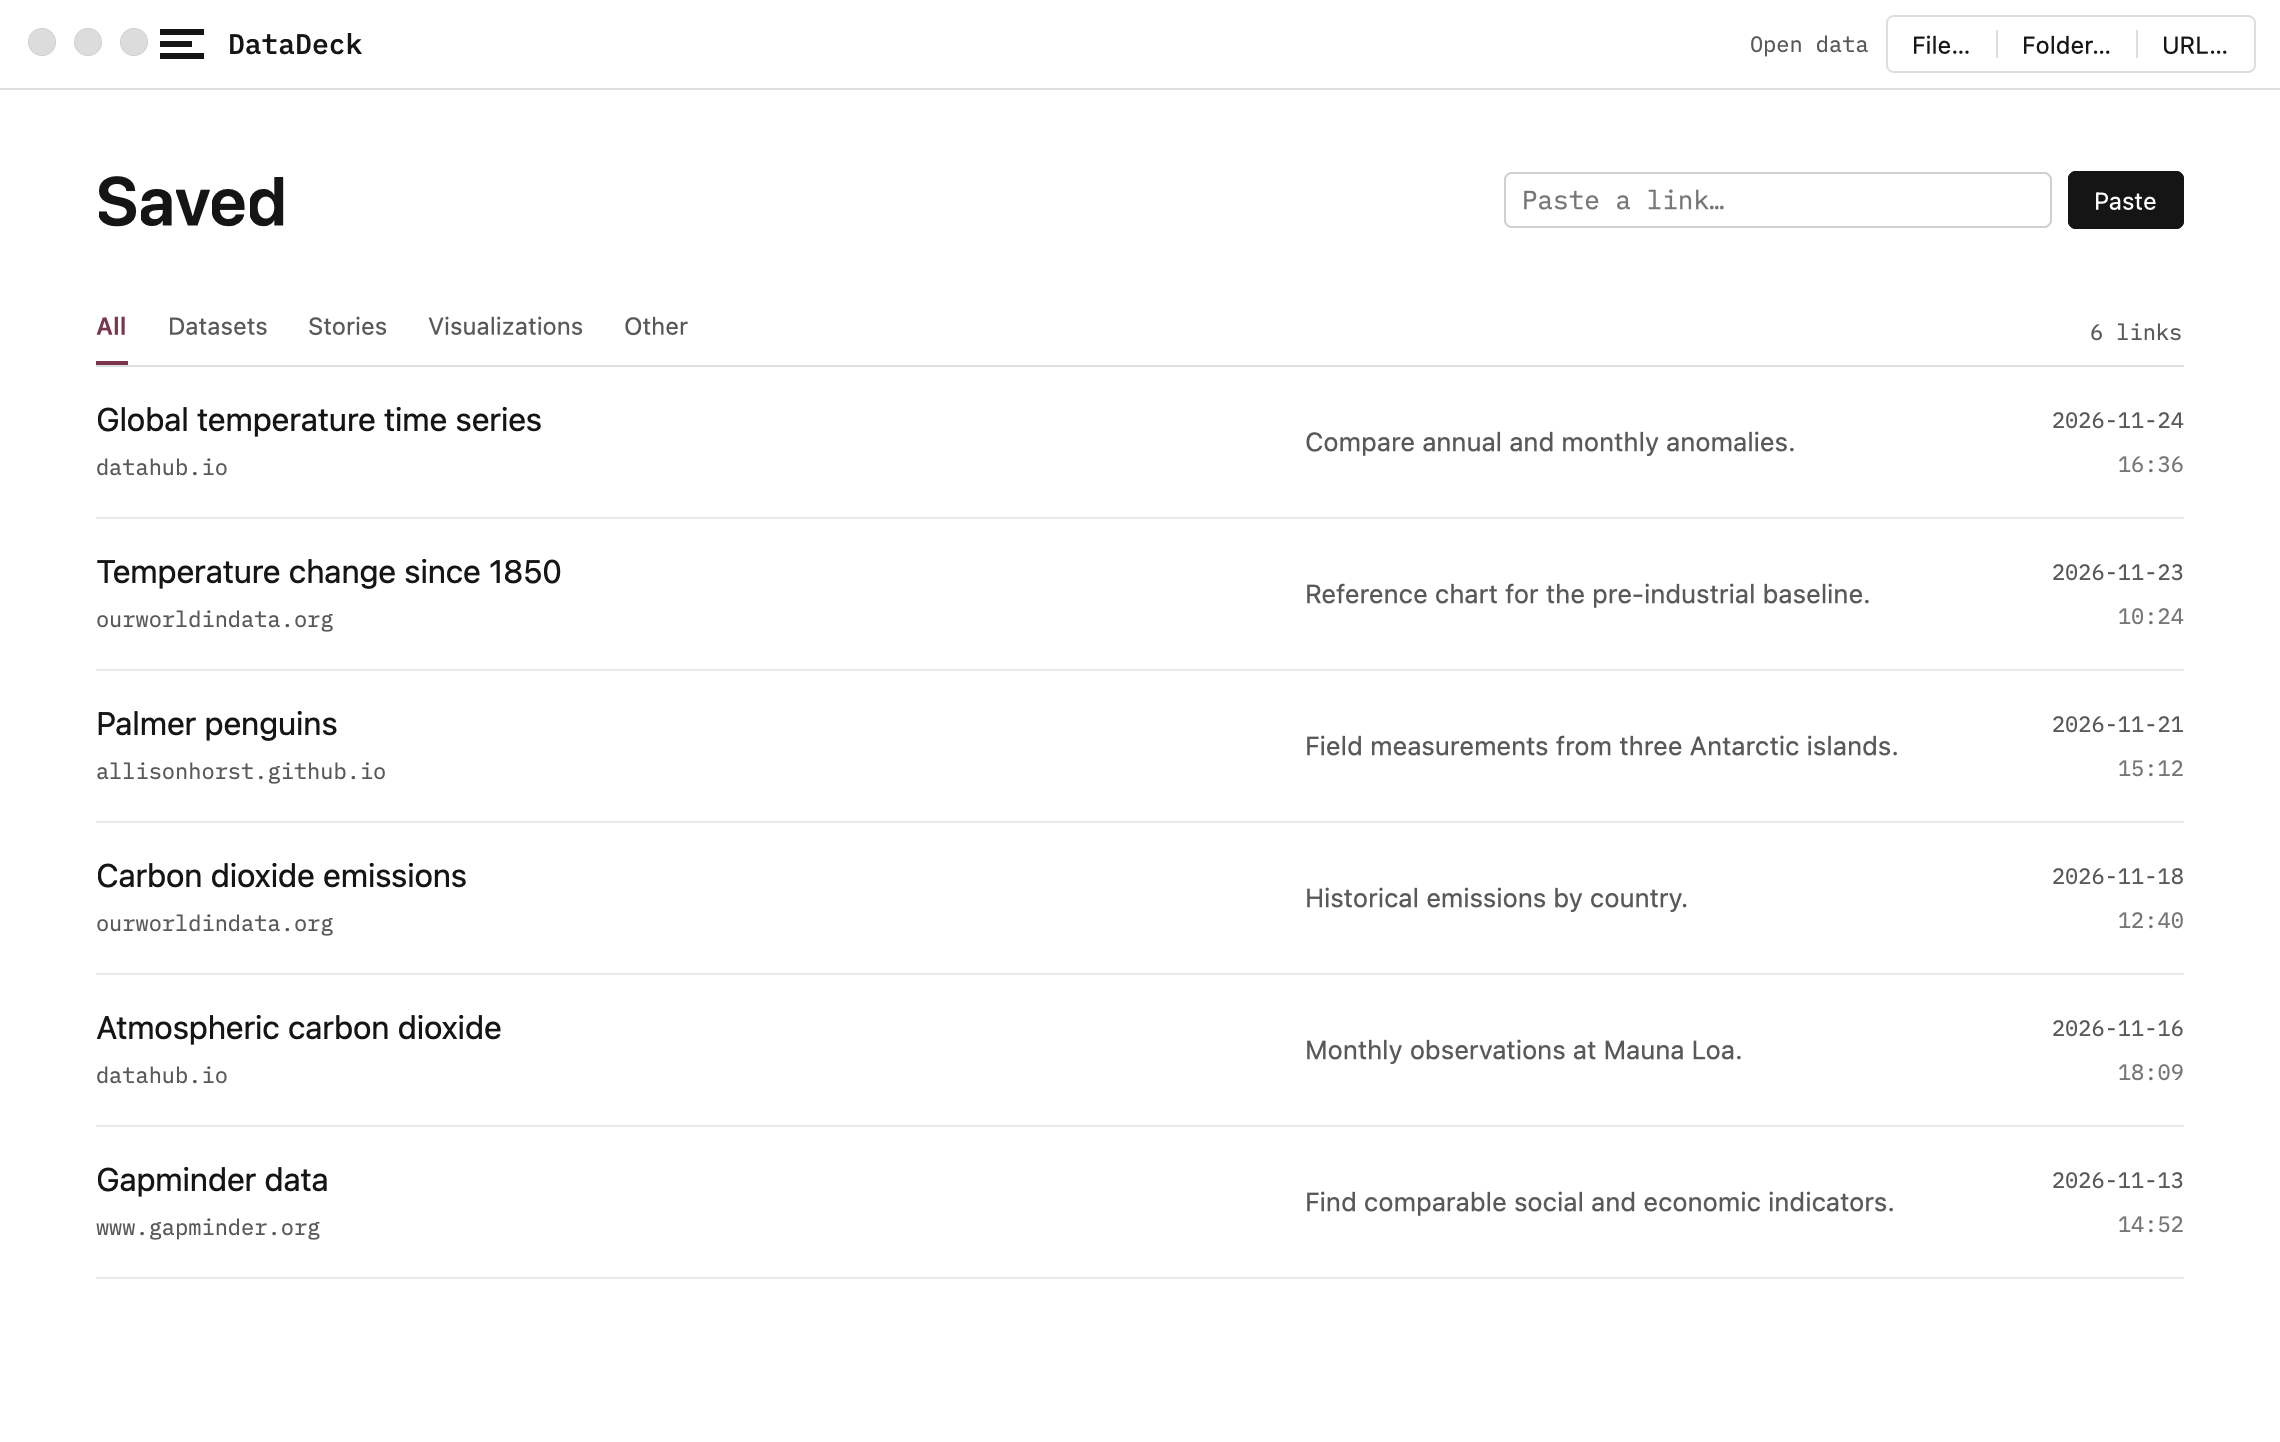 DataDeck
Open data
File...
Folder...
URL...
Saved
Paste a link…
Paste
All
Datasets
Stories
Visualizations
Other
6 links
Global temperature time series
datahub.io
Compare annual and monthly anomalies.
2026-11-24
16:36
Temperature change since 1850
ourworldindata.org
Reference chart for the pre-industrial baseline.
2026-11-23
10:24
Palmer penguins
allisonhorst.github.io
Field measurements from three Antarctic islands.
2026-11-21
15:12
Carbon dioxide emissions
ourworldindata.org
Historical emissions by country.
2026-11-18
12:40
Atmospheric carbon dioxide
datahub.io
Monthly observations at Mauna Loa.
2026-11-16
18:09
Gapminder data
www.gapminder.org
Find comparable social and economic indicators.
2026-11-13
14:52